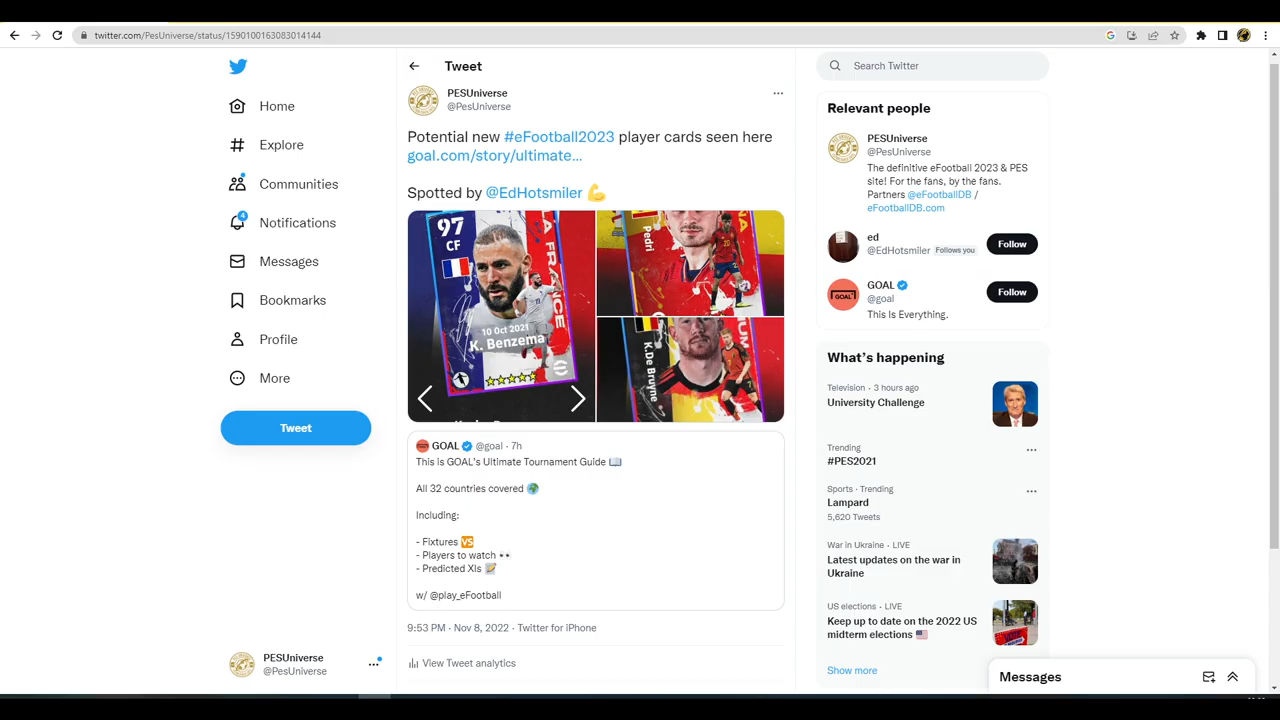 twitter.com/PesUniverse/status/1590100163083014144
Home
Explore
Communities
4
Notifications
Messages
Bookmarks
Profile
More
Tweet
PESUniverse
@PesUniverse
Tweet
PESUniverse
@PesUniverse
Potential new #eFootball2023 player cards seen here
goal.com/story/ultimate...
Spotted by @EdHotsmiler 💪
97
CF
FRANCE
10 Oct 2021
K. Benzema
Pedri
K.De Bruyne
GOAL @goal · 7h
This is GOAL's Ultimate Tournament Guide 📖
All 32 countries covered 🌍
Including:
- Fixtures 🆚
- Players to watch 👀
- Predicted XIs 📝
w/ @play_eFootball
9:53 PM · Nov 8, 2022 · Twitter for iPhone
View Tweet analytics
Search Twitter
Relevant people
PESUniverse
@PesUniverse
The definitive eFootball 2023 & PES
site! For the fans, by the fans.
Partners @eFootballDB /
eFootballDB.com
ed
@EdHotsmiler Follows you
Follow
GOAL
GOAL
@goal
Follow
This Is Everything.
What's happening
Television · 3 hours ago
University Challenge
Trending
#PES2021
Sports · Trending
Lampard
5,620 Tweets
War in Ukraine · LIVE
Latest updates on the war in
Ukraine
US elections · LIVE
Keep up to date on the 2022 US
midterm elections 🇺🇸
Show more
Messages